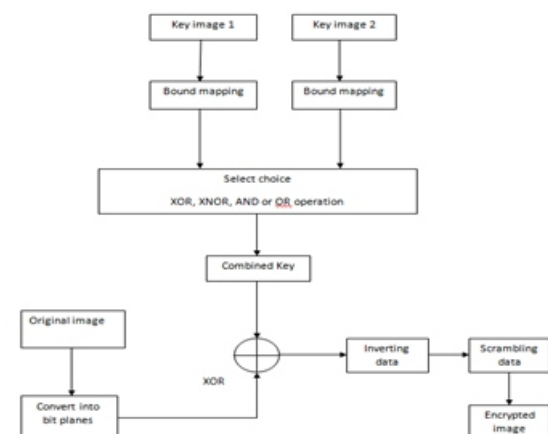 Key image 1
Key image 2
Bound mapping
Bound mapping
Select choice
XOR, XNOR, AND or OR operation
Combined Key
Original image
XOR
Inverting
data
Scrambling
data
Convert into
bit planes
Encrypted
image